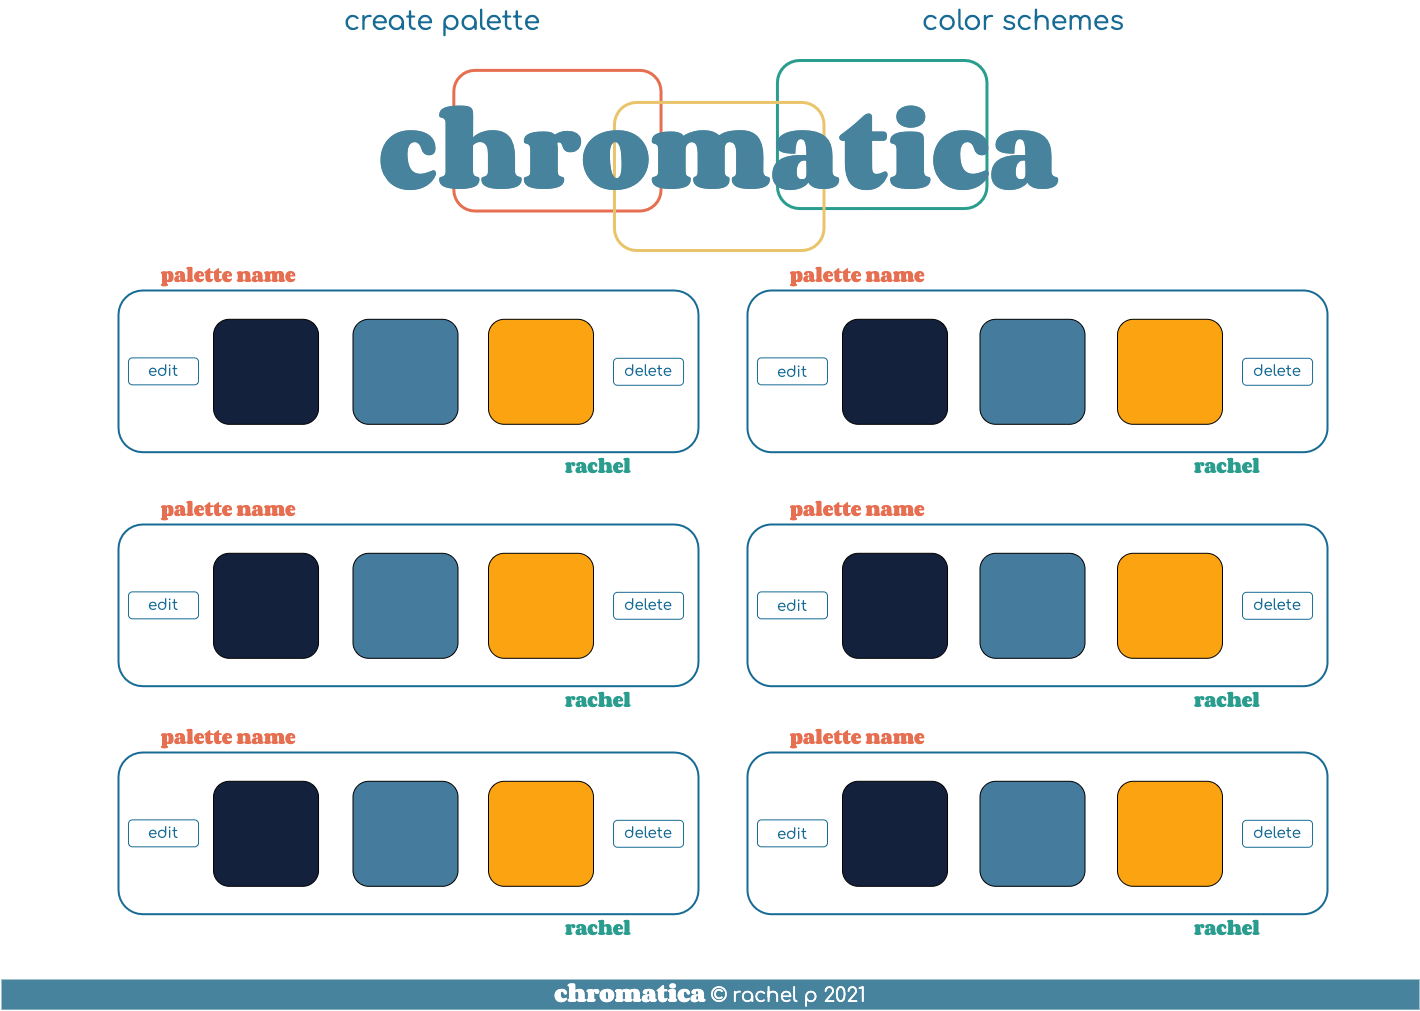 create palette
color schemes
chromatica
palette name
palette name
edit
delete
edit
delete
rachel
rachel
palette name
palette name
edit
delete
edit
delete
rachel
rachel
palette name
palette name
edit
delete
edit
delete
rachel
rachel
chromatica © rachel p 2021